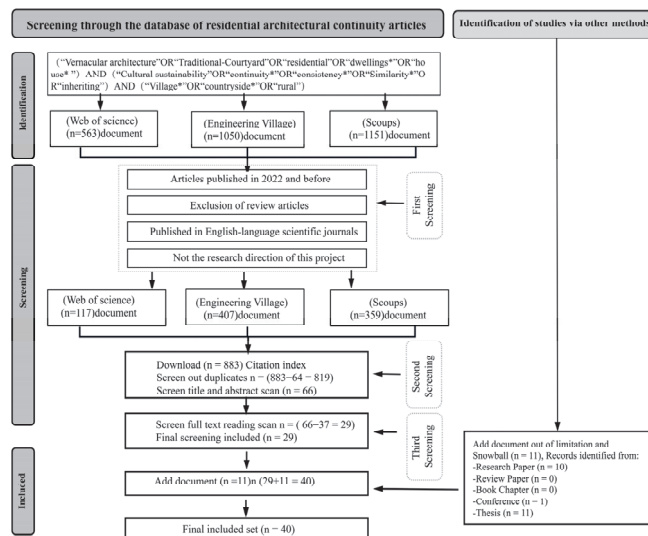 Screening through the database of residential architectural continuity articles
Identification of studies via other methods
Identification
(“Vernacular architecture”OR“Traditional-Courtyard”OR“residential”OR“dwellings*”OR“ho
use*”) AND (“Cultural sustainability”OR“continuity*”OR“consistency*”OR“Similarity*”O
R“inheriting”) AND (“Village*”OR“countryside*”OR“rural”)
(Web of science)
(n=563)document
(Engineering Village)
(n=1050)document
(Scoups)
(n=1151)document
Screening
Articles published in 2022 and before
Exclusion of review articles
Published in English-language scientific journals
Not the research direction of this project
First
Screening
(Web of science)
(n=117)document
(Engineering Village)
(n=407)document
(Scoups)
(n=359)document
Download (n = 883) Citation index
Screen out duplicates n = (883−64 = 819)
Screen title and abstract scan (n = 66)
Second
Screening
Screen full text reading scan n = ( 66−37 = 29)
Final screening included (n = 29)
Third
Screening
Included
Add document (n =11)n (29+11 = 40)
Final included set (n = 40)
Add document out of limitation and
Snowball (n = 11), Records identified from:
-Research Paper (n = 10)
-Review Paper (n = 0)
-Book Chapter (n = 0)
-Conference (n = 1)
-Thesis (n = 11)